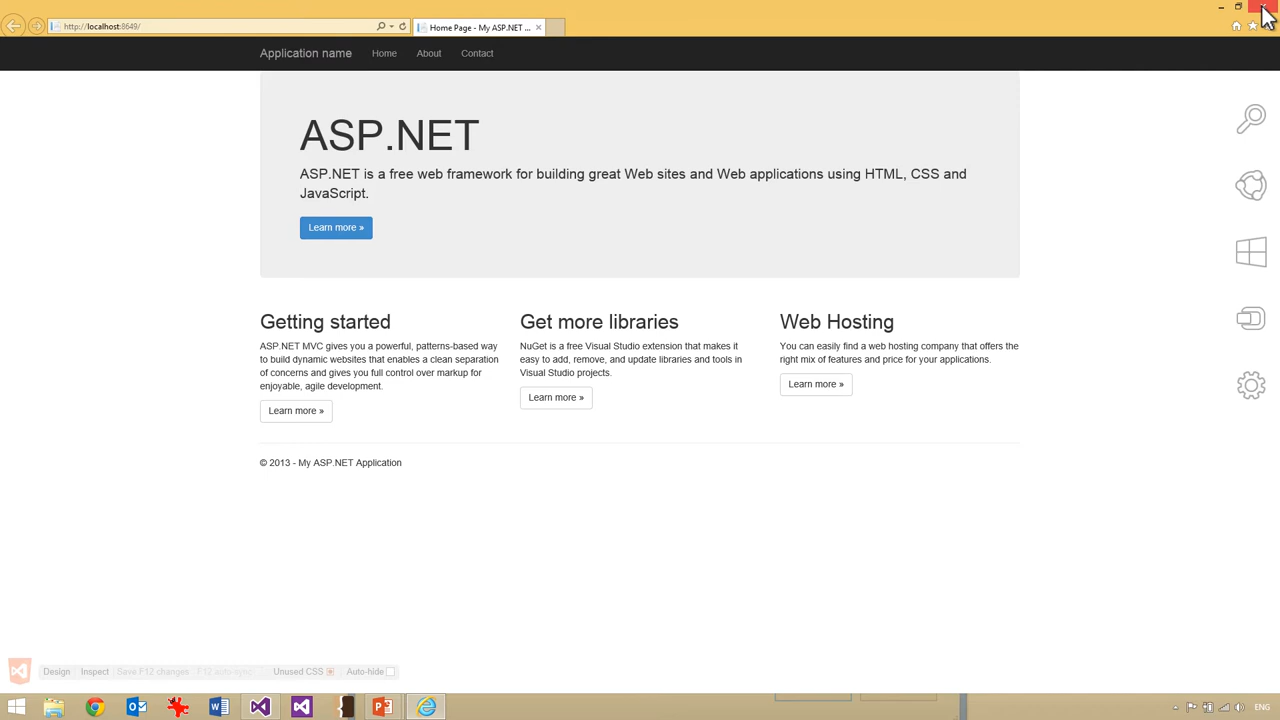 http://localhost:8649/
Home Page - My ASP.NET ...
Application name
Home
About
Contact
ASP.NET
ASP.NET is a free web framework for building great Web sites and Web applications using HTML, CSS and
JavaScript.
Learn more »
Getting started
ASP.NET MVC gives you a powerful, patterns-based way
to build dynamic websites that enables a clean separation
of concerns and gives you full control over markup for
enjoyable, agile development.
Learn more »
Get more libraries
NuGet is a free Visual Studio extension that makes it
easy to add, remove, and update libraries and tools in
Visual Studio projects.
Learn more »
Web Hosting
You can easily find a web hosting company that offers the
right mix of features and price for your applications.
Learn more »
© 2013 - My ASP.NET Application
Design
Inspect
Save F12 changes
F12 auto-sync
Unused CSS
Auto-hide
ENG